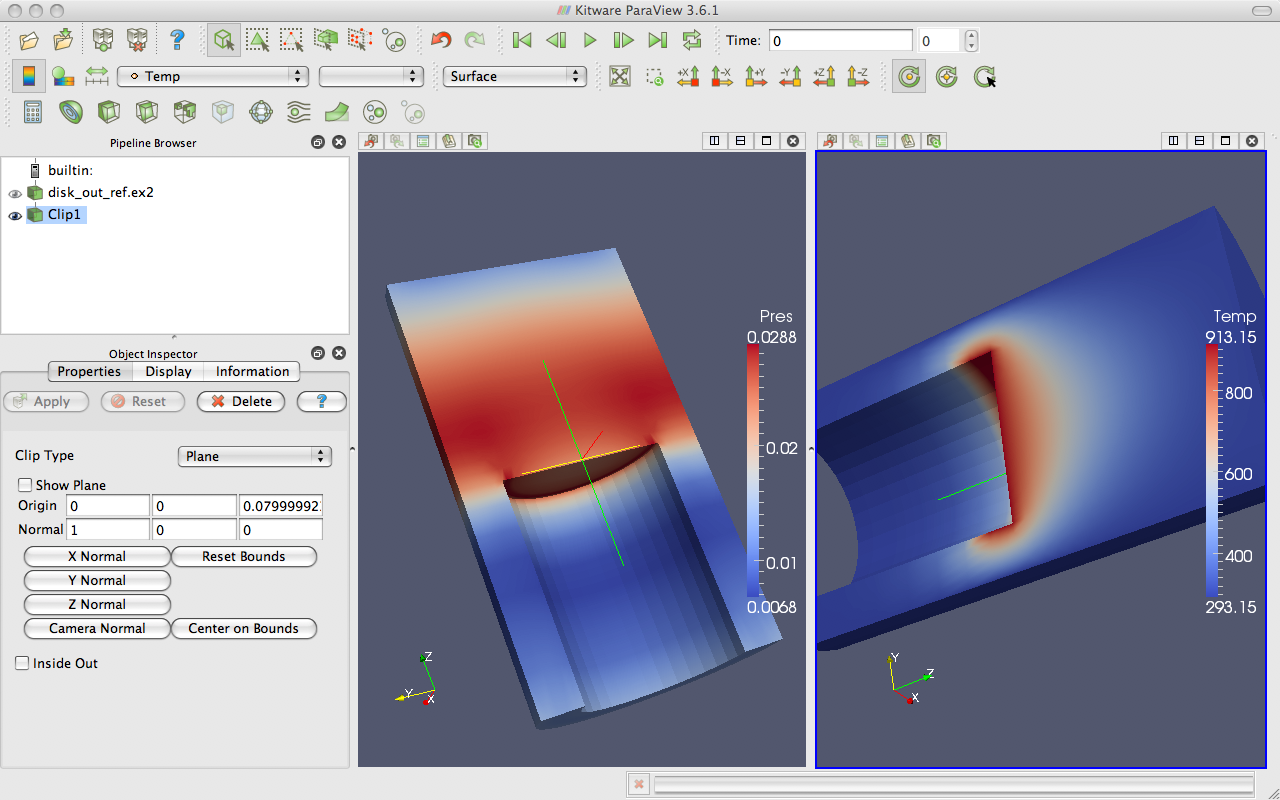 Kitware ParaView 3.6.1
Time: 0 0
Temp Surface
+X -X +Y -Y +Z -Z
Pipeline Browser
builtin:
disk_out_ref.ex2
Clip1
Object Inspector
Properties Display Information
Apply Reset Delete ?
Clip Type Plane
Show Plane
Origin 0 0 0.07999992
Normal 1 0 0
X Normal Reset Bounds
Y Normal
Z Normal
Camera Normal Center on Bounds
Inside Out
Pres
0.0288
0.02
0.01
0.0068
Z
Y
X
Temp
913.15
800
600
400
293.15
Y
Z
X